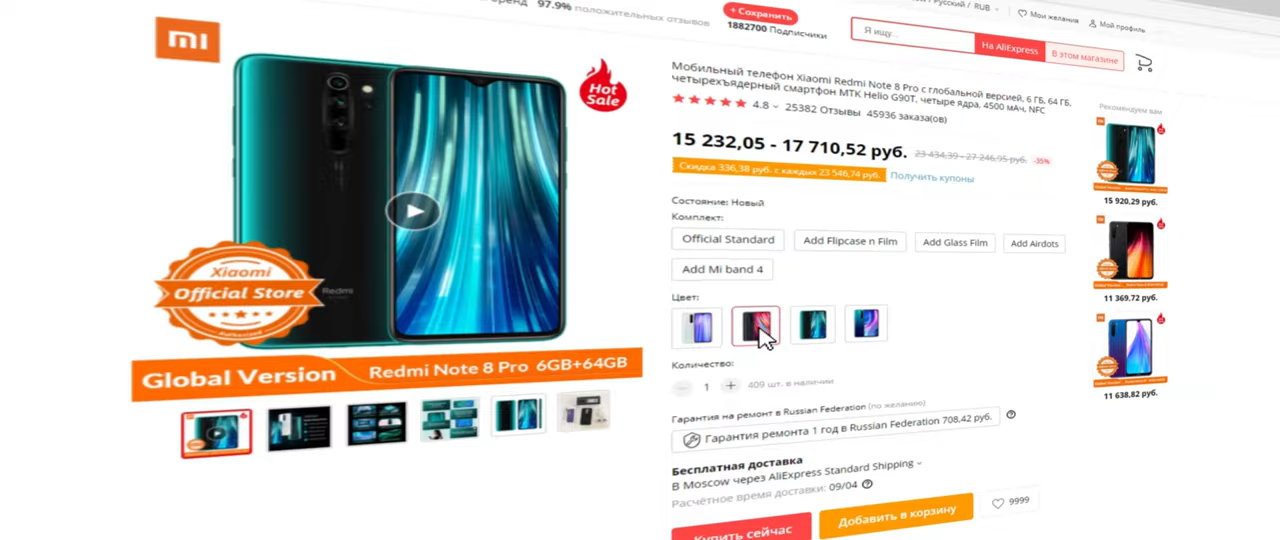 97.9% положительных отзывов
+ Сохранить
1882700 Подписчики
Русский / RUB
Мои желания
Мой профиль
Я ищу...
На AliExpress
В этом магазине
mi
Hot
Sale
Xiaomi
Official Store
Authorized
Redmi
Global Version
Redmi Note 8 Pro 6GB+64GB
Мобильный телефон Xiaomi Redmi Note 8 Pro с глобальной версией, 6 ГБ, 64 ГБ,
четырехъядерный смартфон MTK Hello G90T, четыре ядра, 4500 мАч, NFC
4.8 25382 Отзывы 45936 заказа(ов)
15 232,05 - 17 710,52 руб. 23 434,39 - 27 246,95 руб. -35%
Скидка 336,38 руб. с каждых 23 546,74 руб. Получить купоны
Состояние: Новый
Комплект:
Official Standard
Add Flipcase n Film
Add Glass Film
Add Airdots
Add Mi band 4
Цвет:
Количество:
1 409 шт. в наличии
Гарантия на ремонт в Russian Federation (по желанию)
Гарантия ремонта 1 год в Russian Federation 708,42 руб.
Бесплатная доставка
В Moscow через AliExpress Standard Shipping
Расчётное время доставки: 09/04
Купить сейчас
Добавить в корзину
9999
Рекомендуем вам
15 920,29 руб.
11 369,72 руб.
11 638,82 руб.